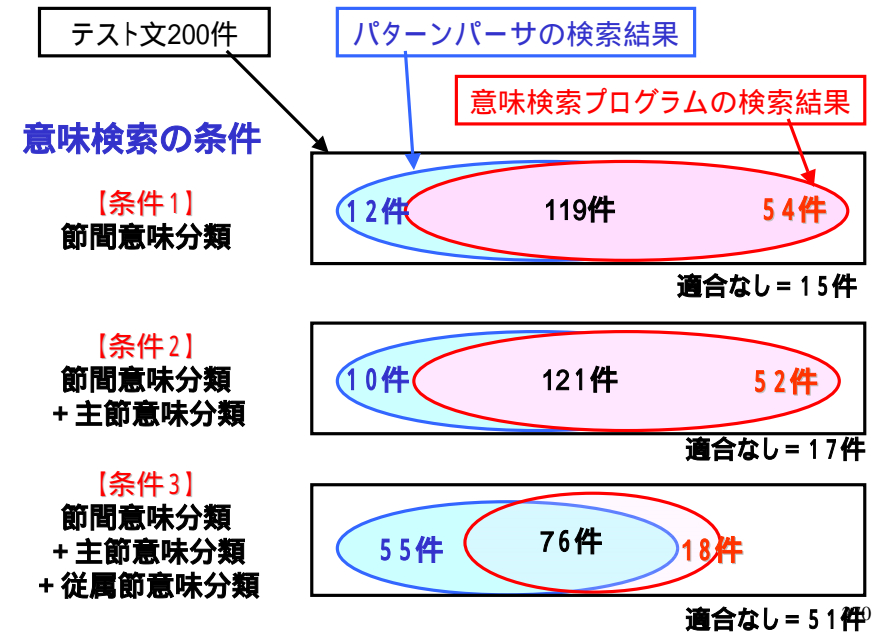 テスト文200件
パターンパーサの検索結果
意味検索プログラムの検索結果
意味検索の条件
【条件1】
節間意味分類
12件
119件
54件
適合なし=15件
【条件2】
節間意味分類
+主節意味分類
10件
121件
52件
適合なし=17件
【条件3】
節間意味分類
+主節意味分類
+従属節意味分類
55件
76件
18件
適合なし=51件